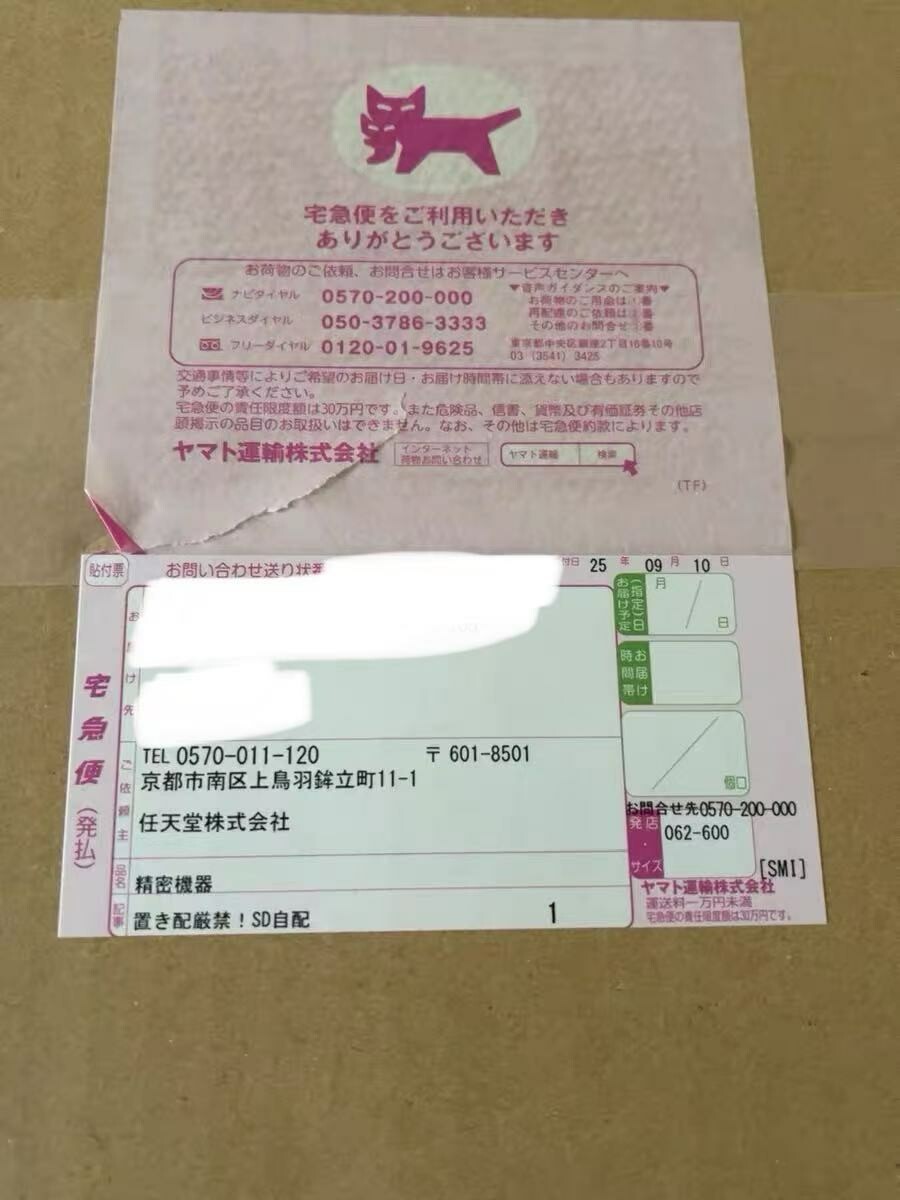 宅急便をご利用いただき
ありがとうございます
お荷物のご依頼、お問合せはお客様サービスセンターへ
ナビダイヤル 0570-200-000
ビジネスダイヤル 050-3786-3333
フリーダイヤル 0120-01-9625
▼音声ガイダンスのご案内▼
お荷物のご用命は①番
再配達のご依頼は②番
その他のお問合せ③番
東京都中央区銀座2丁目16番10号
03 (3541) 3425
交通事情等によりご希望のお届け日・お届け時間帯に添えない場合もありますので
予めご了承ください。
宅急便の責任限度額は30万円です。また危険品、信書、貨幣及び有価証券その他店
頭掲示の品目のお取扱いはできません。なお、その他は宅急便約款によります。
ヤマト運輸株式会社
インターネット
荷物お問い合わせ
ヤマト運輸 検索
(TF)
貼付票
お問い合わせ送り状番
付日 25 年 09 月 10 日
宅急便(発払)
お届け先
お届け予定(指定)日
月 / 日
お届け時間帯
個口
ご依頼主
TEL 0570-011-120 〒 601-8501
京都市南区上鳥羽鉾立町11-1
任天堂株式会社
お問合せ先0570-200-000
発店・サイズ
062-600
[SMI]
品名
精密機器
記事
置き配厳禁!SD自配 1
ヤマト運輸株式会社
運送料一万円未満
宅急便の責任限度額は30万円です。